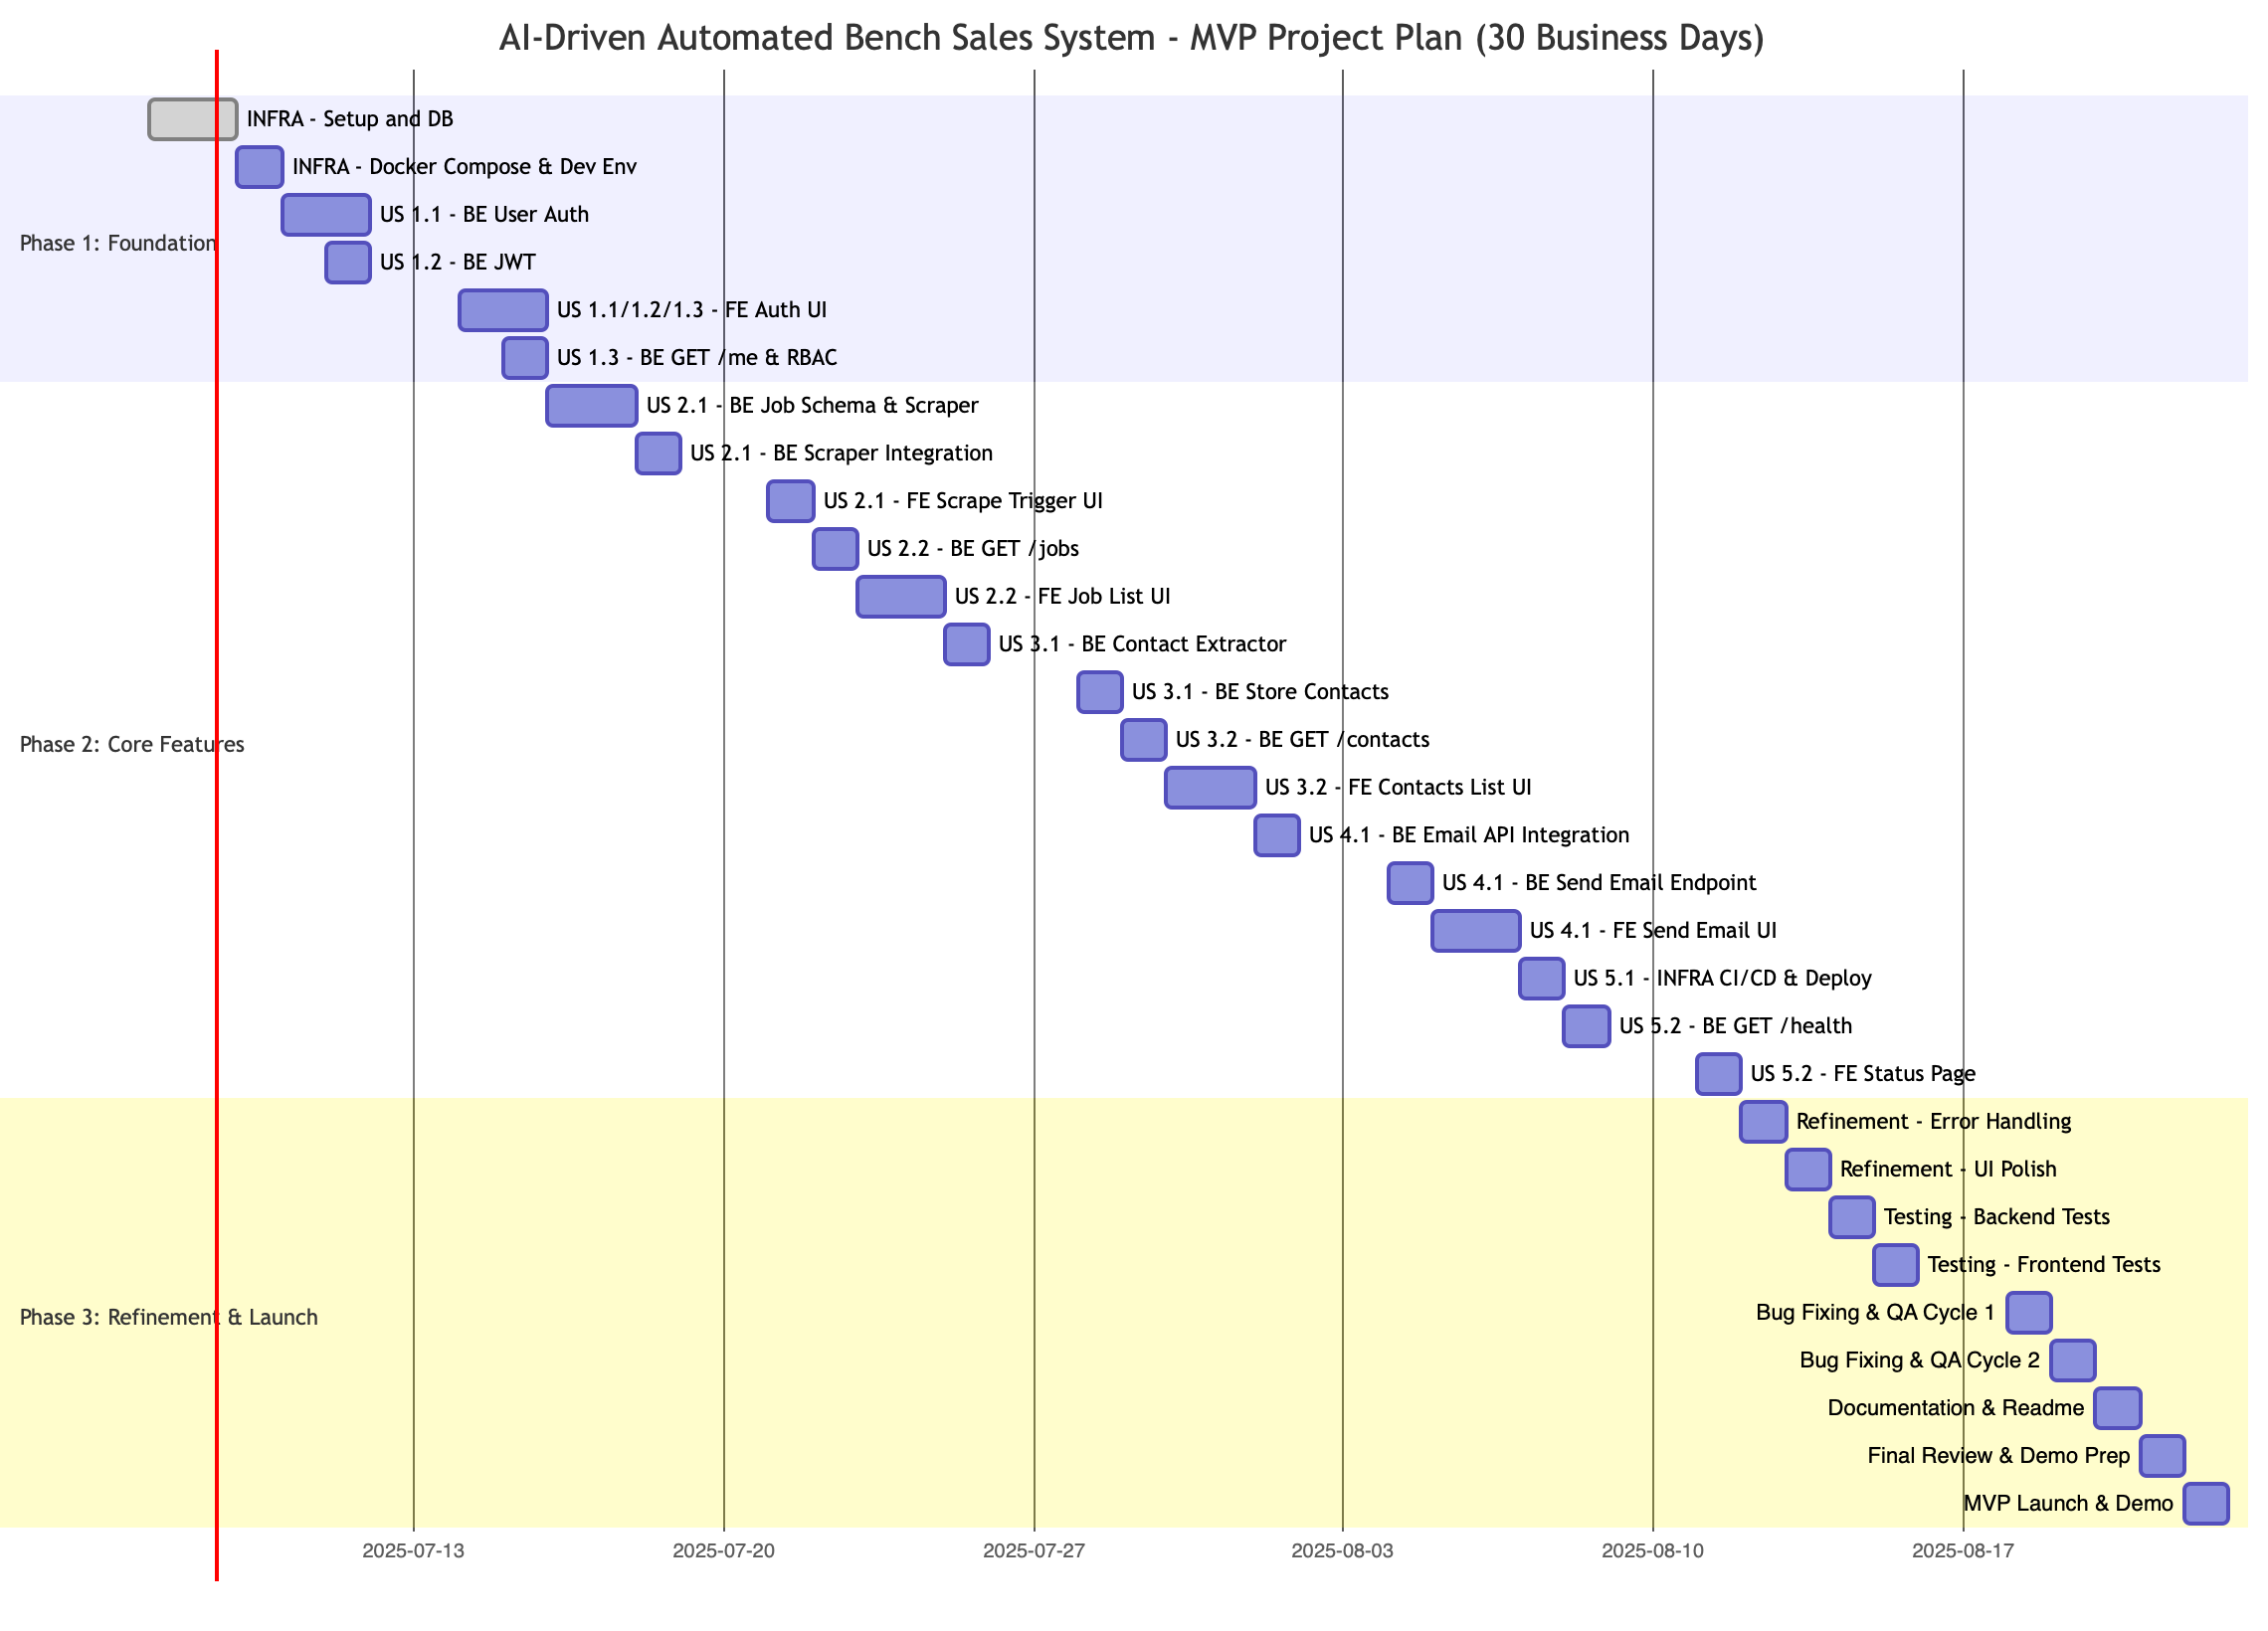 AI-Driven Automated Bench Sales System - MVP Project Plan (30 Business Days)
INFRA - Setup and DB
INFRA - Docker Compose & Dev Env
US 1.1 - BE User Auth
Phase 1: Foundation
US 1.2 - BE JWT
US 1.1/1.2/1.3 - FE Auth UI
US 1.3 - BE GET /me & RBAC
US 2.1 - BE Job Schema & Scraper
US 2.1 - BE Scraper Integration
US 2.1 - FE Scrape Trigger UI
US 2.2 - BE GET /jobs
US 2.2 - FE Job List UI
US 3.1 - BE Contact Extractor
US 3.1 - BE Store Contacts
US 3.2 - BE GET /contacts
Phase 2: Core Features
US 3.2 - FE Contacts List UI
US 4.1 - BE Email API Integration
US 4.1 - BE Send Email Endpoint
US 4.1 - FE Send Email UI
US 5.1 - INFRA CI/CD & Deploy
US 5.2 - BE GET /health
US 5.2 - FE Status Page
Refinement - Error Handling
Refinement - UI Polish
Testing - Backend Tests
Testing - Frontend Tests
Bug Fixing & QA Cycle 1
Phase 3: Refinement & Launch
Bug Fixing & QA Cycle 2
Documentation & Readme
Final Review & Demo Prep
MVP Launch & Demo
2025-07-13
2025-07-20
2025-07-27
2025-08-03
2025-08-10
2025-08-17